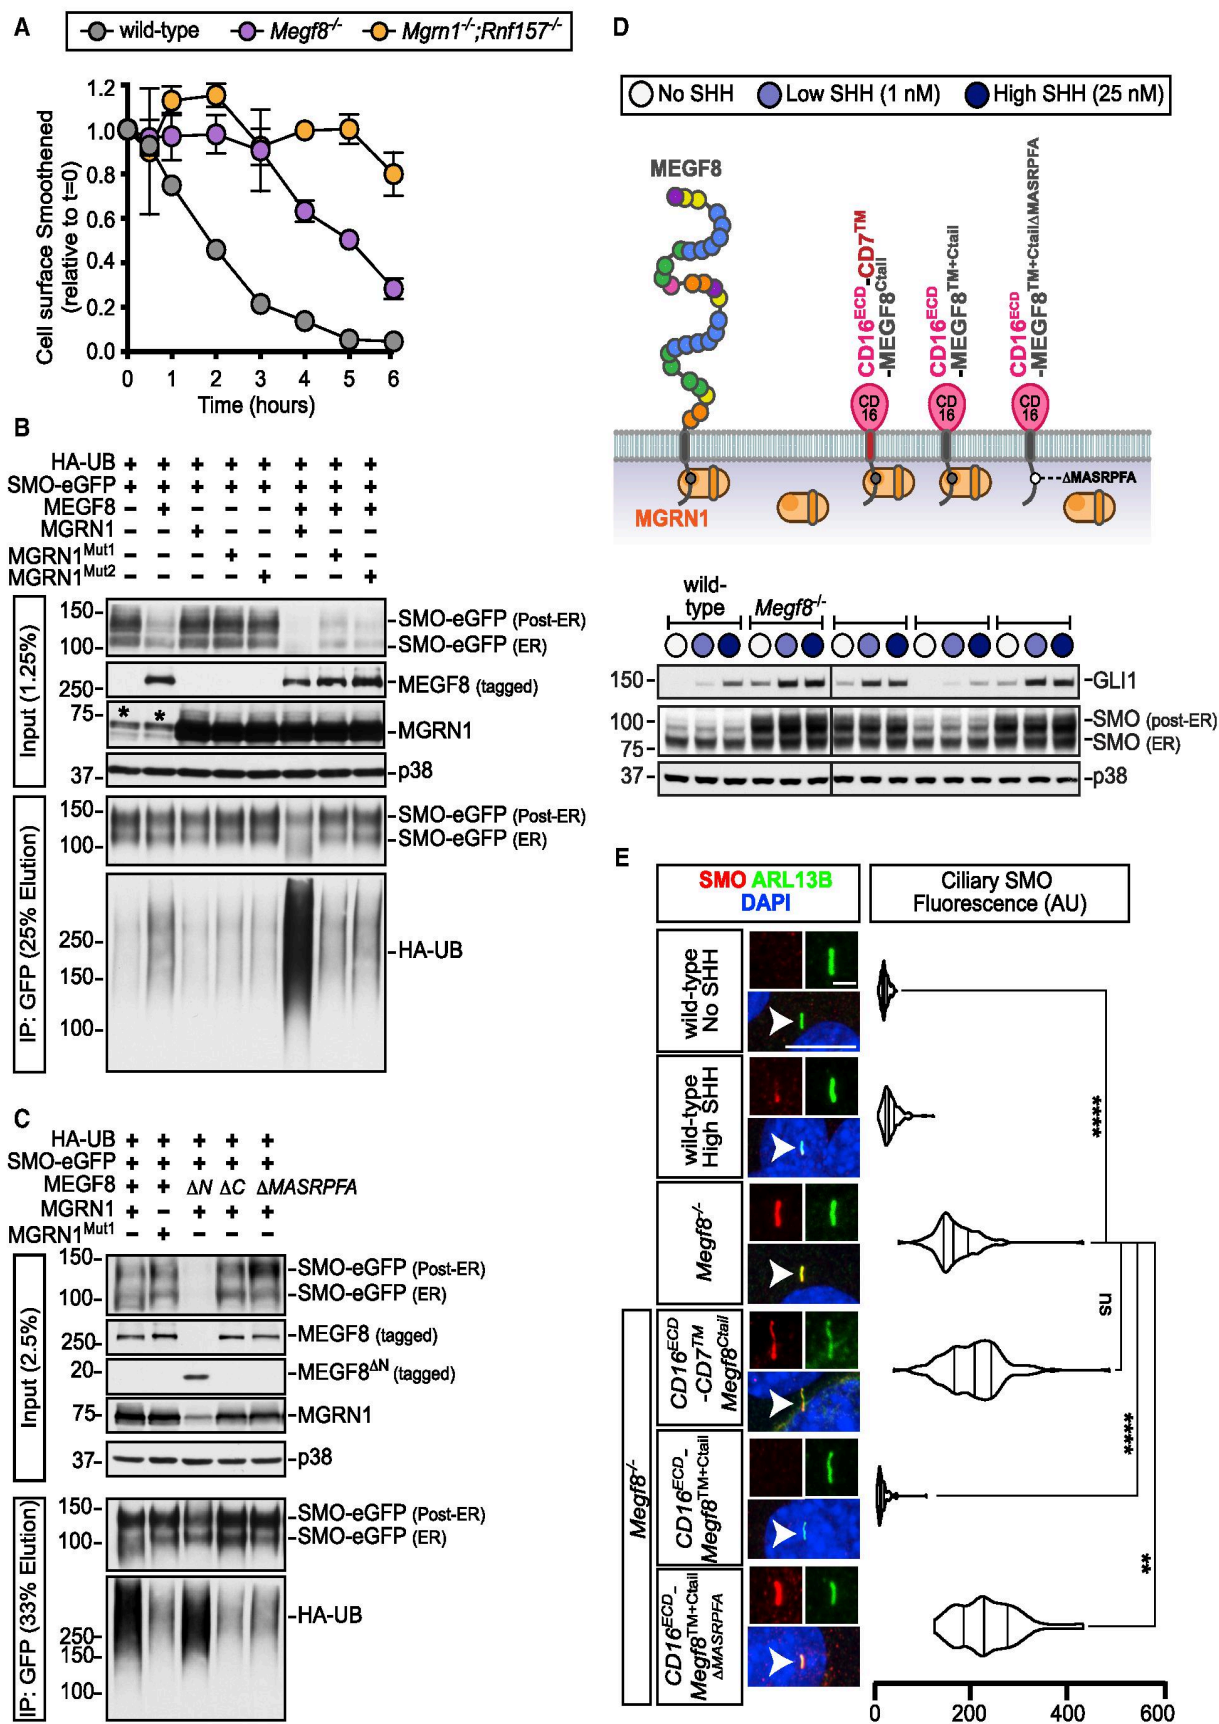 A
wild-type Megf8-/- Mgrn1-/-;Rnf157-/-
Cell surface Smoothened
(relative to t=0)
1.2
1.0
0.8
0.6
0.4
0.2
0.0
0 1 2 3 4 5 6
Time (hours)
B
HA-UB + + + + + + + +
SMO-eGFP + + + + + + + +
MEGF8 - + - - - + + +
MGRN1 - - + - - + - -
MGRN1Mut1 - - - + - - + -
MGRN1Mut2 - - - - + - - +
Input (1.25%)
150- -SMO-eGFP (Post-ER)
100- -SMO-eGFP (ER)
250- -MEGF8 (tagged)
75- * * -MGRN1
37- -p38
IP: GFP (25% Elution)
150- -SMO-eGFP (Post-ER)
100- -SMO-eGFP (ER)
250- -HA-UB
150-
100-
C
HA-UB + + + + +
SMO-eGFP + + + + +
MEGF8 + + ΔN ΔC ΔMASRPFA
MGRN1 + - + + +
MGRN1Mut1 - + - - -
Input (2.5%)
150- -SMO-eGFP (Post-ER)
100- -SMO-eGFP (ER)
250- -MEGF8 (tagged)
20- -MEGF8ΔN (tagged)
75- -MGRN1
37- -p38
IP: GFP (33% Elution)
150- -SMO-eGFP (Post-ER)
100- -SMO-eGFP (ER)
-HA-UB
250-
150-
100-
D
No SHH Low SHH (1 nM) High SHH (25 nM)
MEGF8
CD16ECD-CD7TM
-MEGF8Ctail
CD16ECD
-MEGF8TM+Ctail
CD16ECD
-MEGF8TM+CtailΔMASRPFA
CD
16
CD
16
CD
16
ΔMASRPFA
MGRN1
wild-
type
Megf8-/-
150- -GLI1
100- -SMO (post-ER)
75- -SMO (ER)
37- -p38
E
SMO ARL13B
DAPI
Ciliary SMO
Fluorescence (AU)
wild-type
No SHH
wild-type
High SHH
Megf8-/-
Megf8-/-
CD16ECD
-CD7TM
Megf8Ctail
CD16ECD-
Megf8TM+Ctail
CD16ECD-
Megf8TM+Ctail
ΔMASRPFA
****
ns
****
**
0 200 400 600